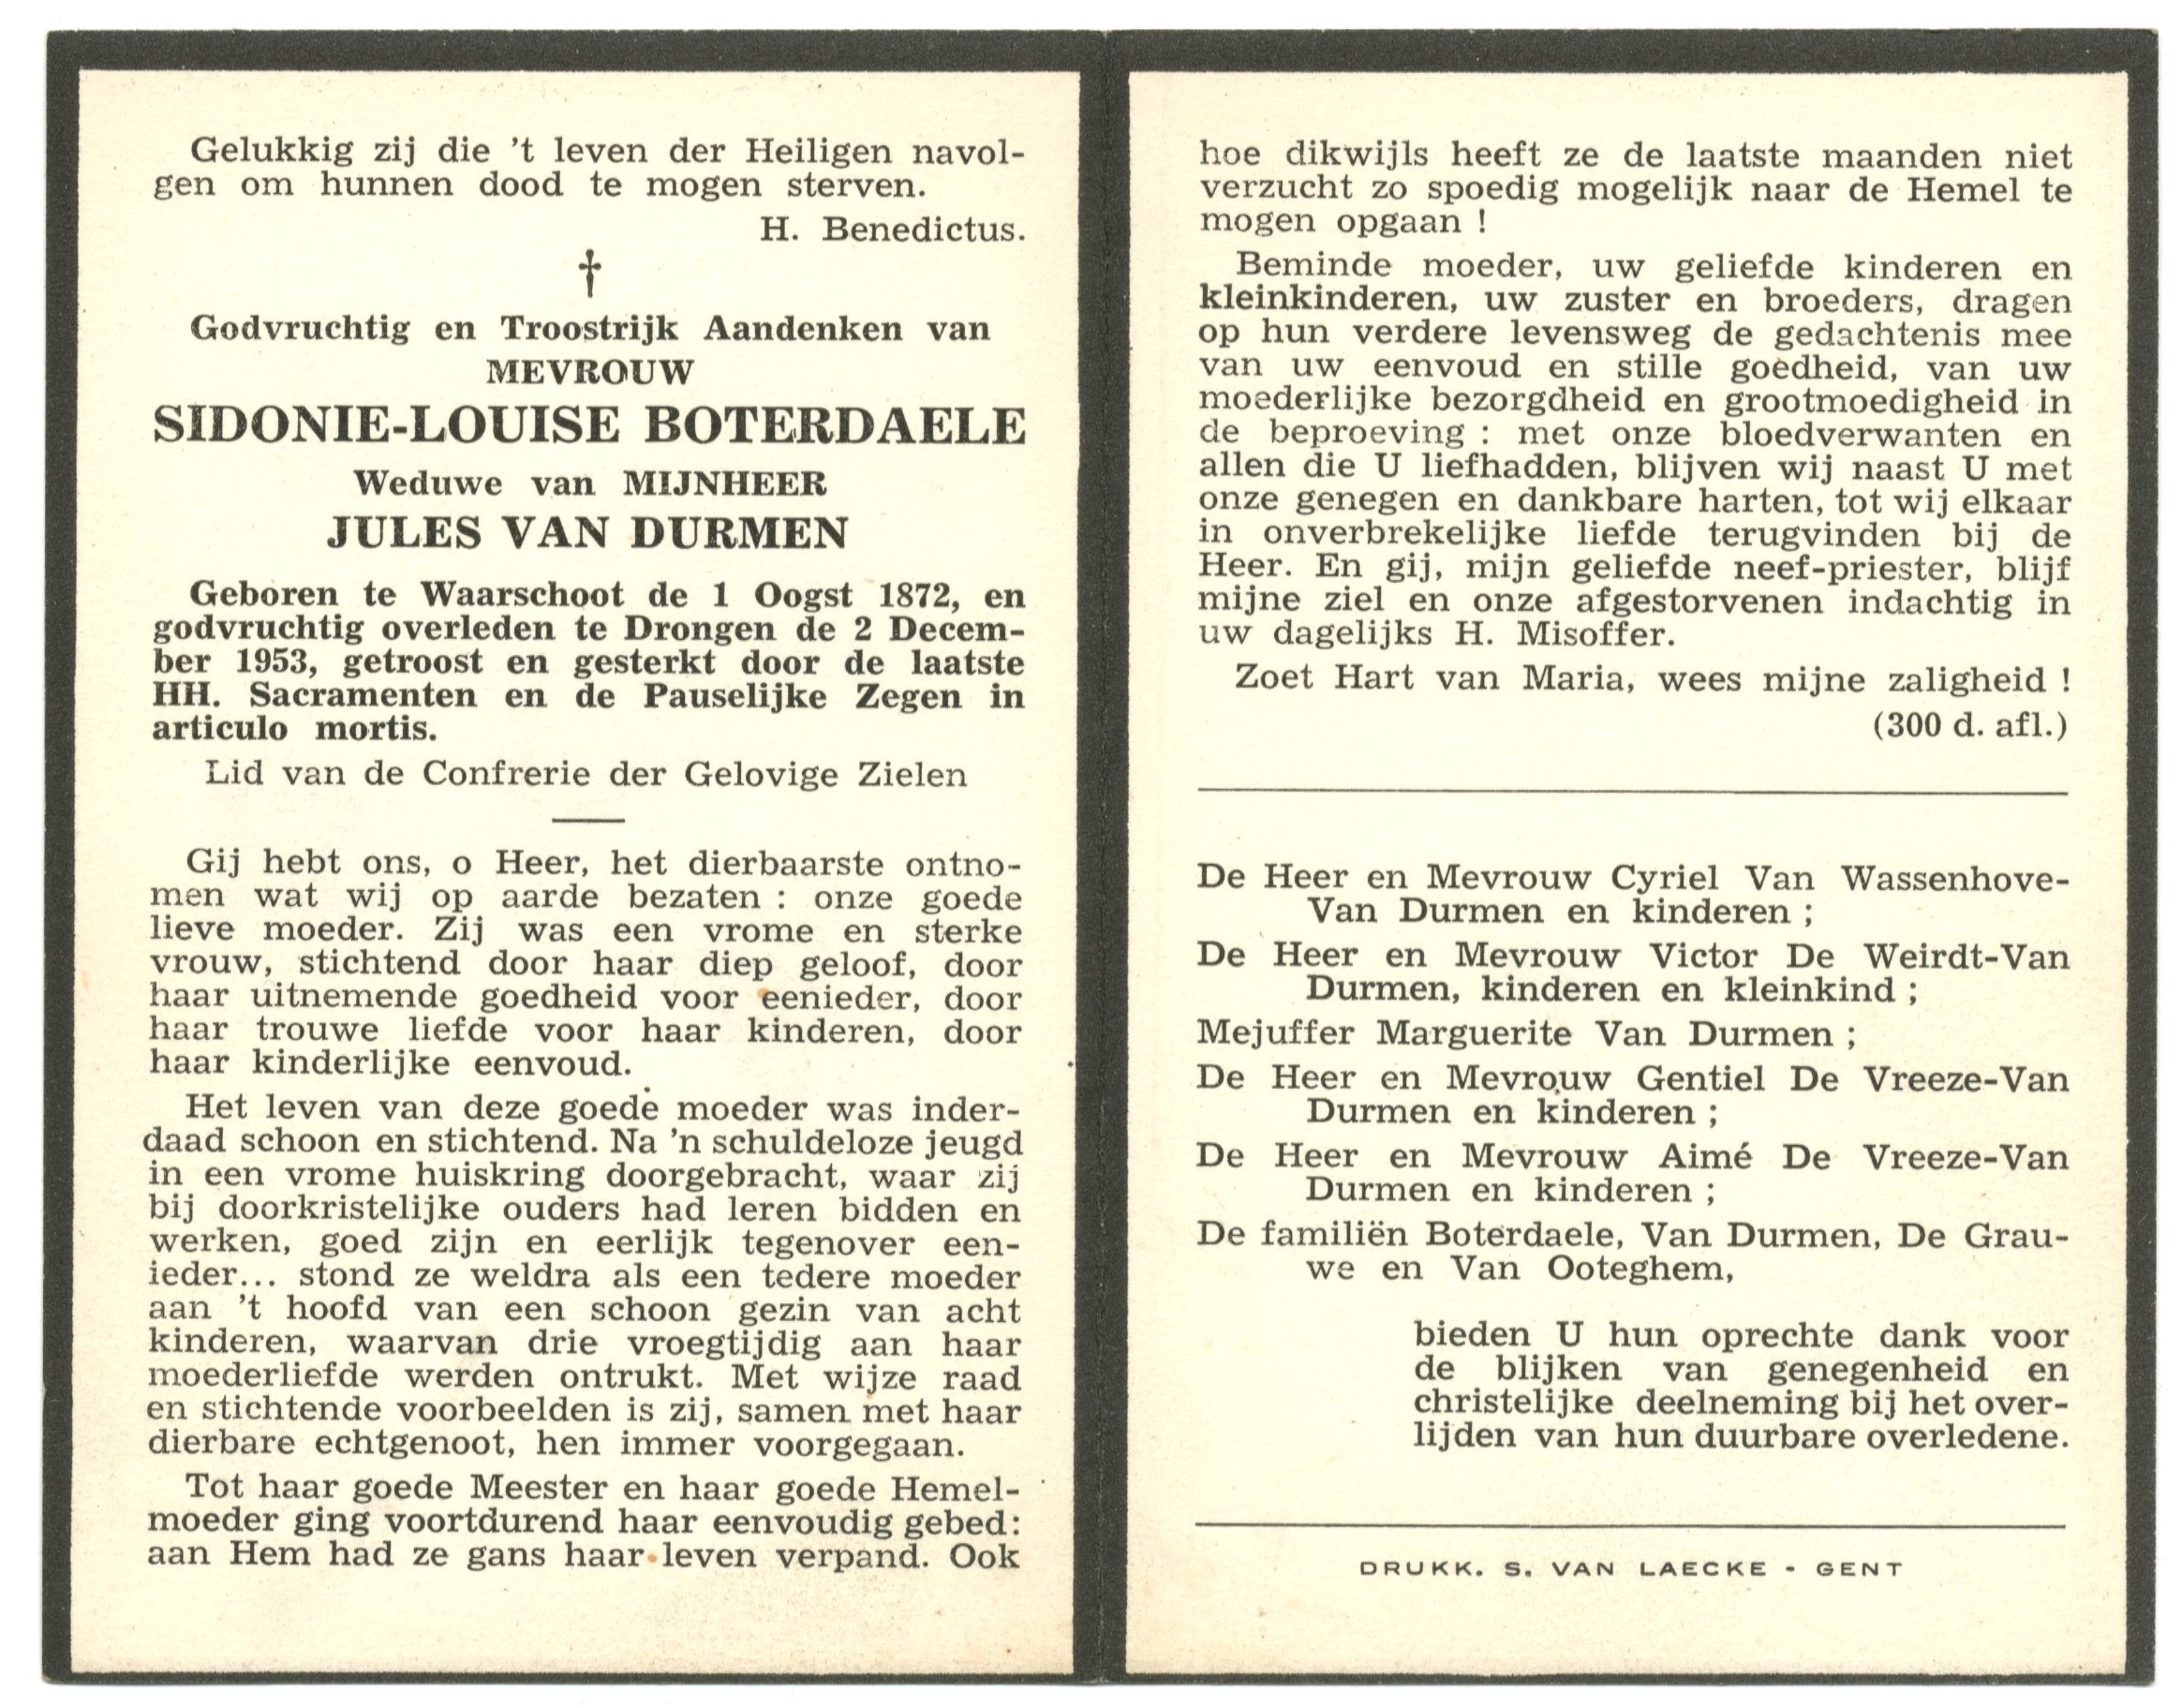 Gelukkig zij die 't leven der Heiligen navol-
gen om hunnen dood te mogen sterven.
H. Benedictus.
†
Godvruchtig en Troostrijk Aandenken van
MEVROUW
SIDONIE-LOUISE BOTERDAELE
Weduwe van MIJNHEER
JULES VAN DURMEN
Geboren te Waarschoot de 1 Oogst 1872, en
godvruchtig overleden te Drongen de 2 Decem-
ber 1953, getroost en gesterkt door de laatste
HH. Sacramenten en de Pauselijke Zegen in
articulo mortis.
Lid van de Confrerie der Gelovige Zielen
Gij hebt ons, o Heer, het dierbaarste ontno-
men wat wij op aarde bezaten : onze goede
lieve moeder. Zij was een vrome en sterke
vrouw, stichtend door haar diep geloof, door
haar uitnemende goedheid voor eenieder, door
haar trouwe liefde voor haar kinderen, door
haar kinderlijke eenvoud.
Het leven van deze goede moeder was inder-
daad schoon en stichtend. Na 'n schuldeloze jeugd
in een vrome huiskring doorgebracht, waar zij
bij doorkristelijke ouders had leren bidden en
werken, goed zijn en eerlijk tegenover een-
ieder... stond ze weldra als een tedere moeder
aan 't hoofd van een schoon gezin van acht
kinderen, waarvan drie vroegtijdig aan haar
moederliefde werden ontrukt. Met wijze raad
en stichtende voorbeelden is zij, samen met haar
dierbare echtgenoot, hen immer voorgegaan.
Tot haar goede Meester en haar goede Hemel-
moeder ging voortdurend haar eenvoudig gebed:
aan Hem had ze gans haar leven verpand. Ook
hoe dikwijls heeft ze de laatste maanden niet
verzucht zo spoedig mogelijk naar de Hemel te
mogen opgaan !
Beminde moeder, uw geliefde kinderen en
kleinkinderen, uw zuster en broeders, dragen
op hun verdere levensweg de gedachtenis mee
van uw eenvoud en stille goedheid, van uw
moederlijke bezorgdheid en grootmoedigheid in
de beproeving : met onze bloedverwanten en
allen die U liefhadden, blijven wij naast U met
onze genegen en dankbare harten, tot wij elkaar
in onverbrekelijke liefde terugvinden bij de
Heer. En gij, mijn geliefde neef-priester, blijf
mijne ziel en onze afgestorvenen indachtig in
uw dagelijks H. Misoffer.
Zoet Hart van Maria, wees mijne zaligheid !
(300 d. afl.)
De Heer en Mevrouw Cyriel Van Wassenhove-
Van Durmen en kinderen ;
De Heer en Mevrouw Victor De Weirdt-Van
Durmen, kinderen en kleinkind ;
Mejuffer Marguerite Van Durmen ;
De Heer en Mevrouw Gentiel De Vreeze-Van
Durmen en kinderen ;
De Heer en Mevrouw Aimé De Vreeze-Van
Durmen en kinderen ;
De familiën Boterdaele, Van Durmen, De Grau-
we en Van Ooteghem,
bieden U hun oprechte dank voor
de blijken van genegenheid en
christelijke deelneming bij het over-
lijden van hun duurbare overledene.
DRUKK. S. VAN LAECKE - GENT